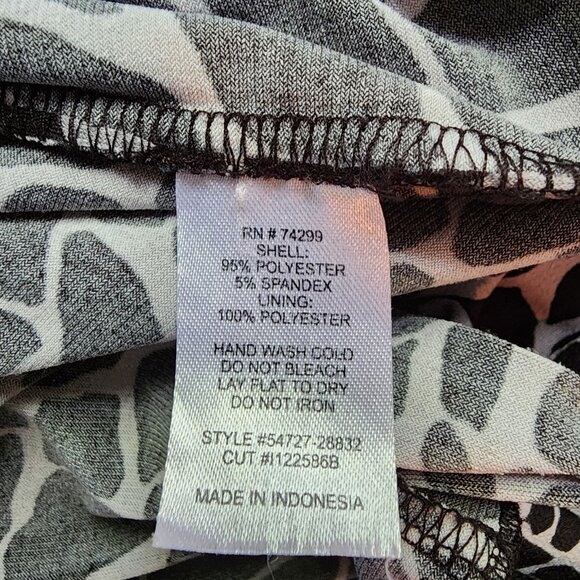 RN # 74299
SHELL:
95% POLYESTER
5% SPANDEX
LINING:
100% POLYESTER
HAND WASH COLD
DO NOT BLEACH
LAY FLAT TO DRY
DO NOT IRON
STYLE #54727-28832
CUT #I122586B
MADE IN INDONESIA